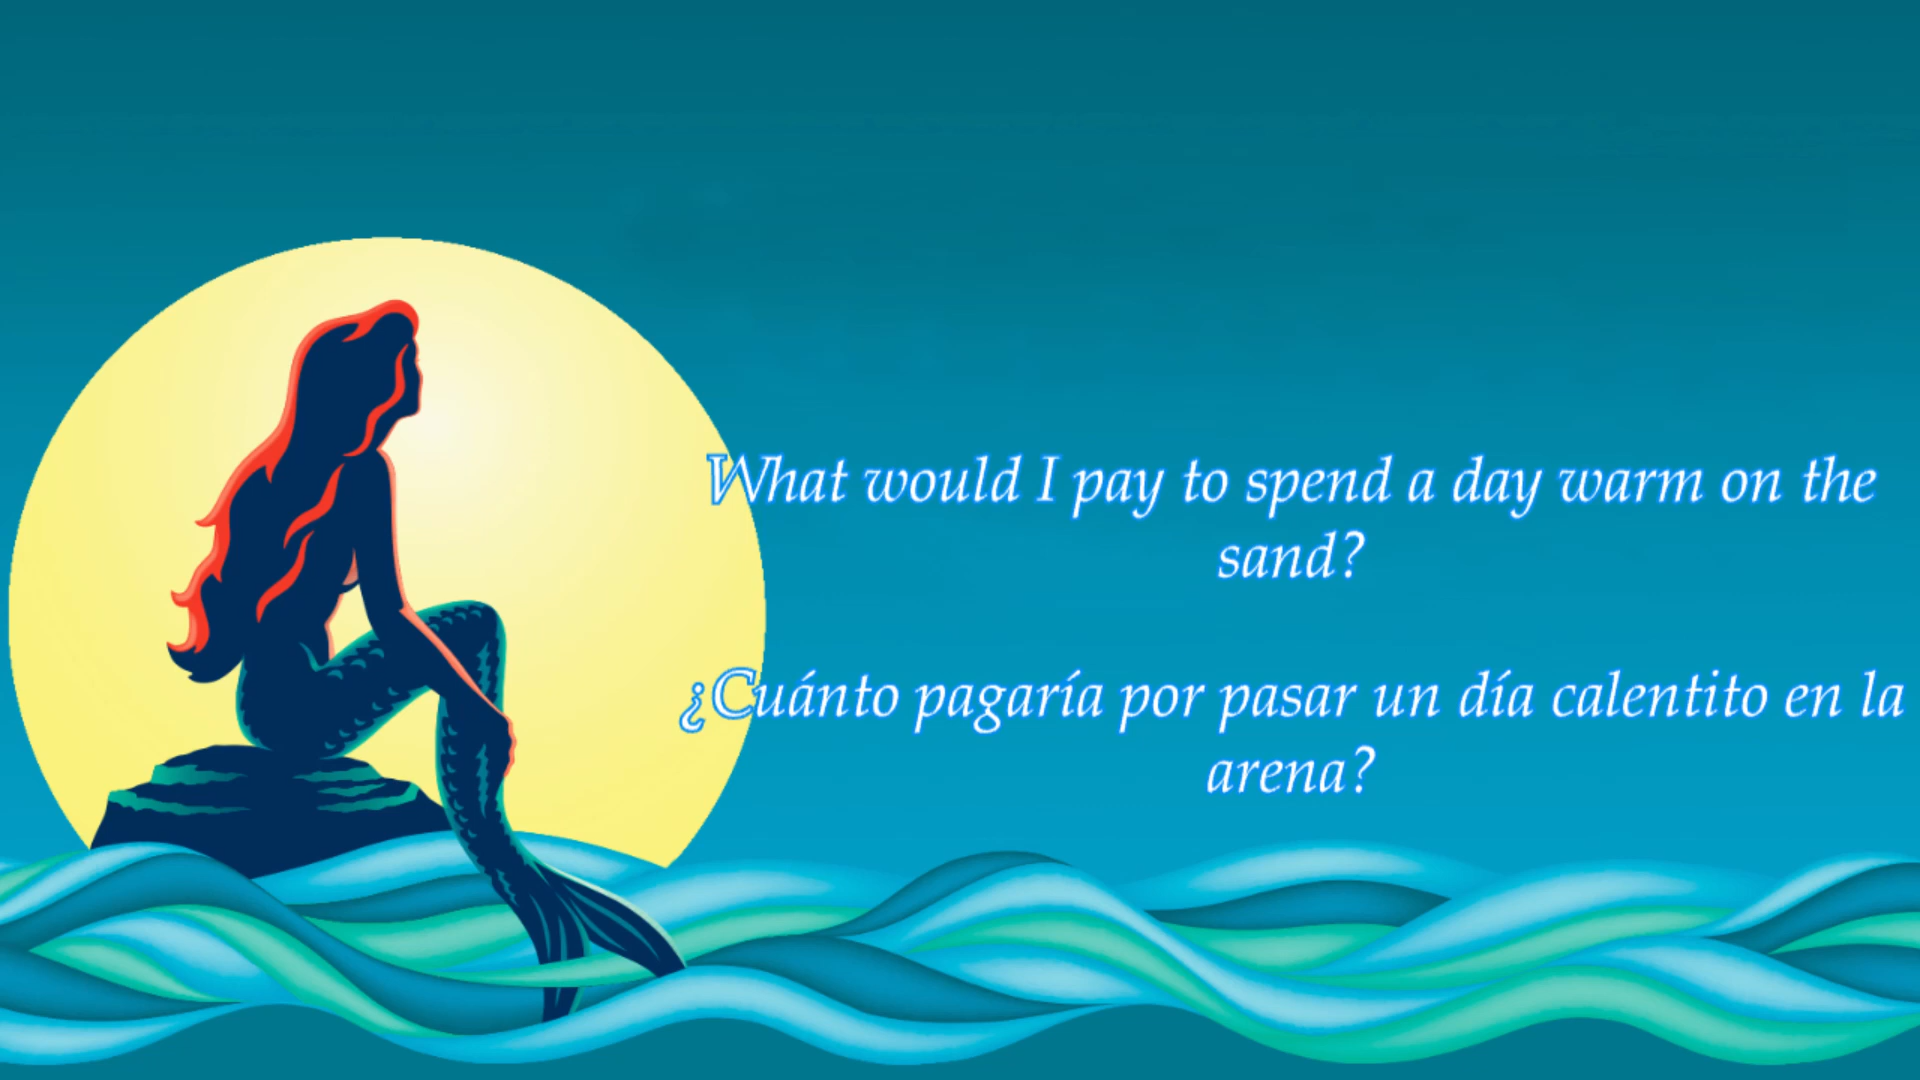 What would I pay to spend a day warm on the
sand?
¿Cuánto pagaría por pasar un día calentito en la
arena?